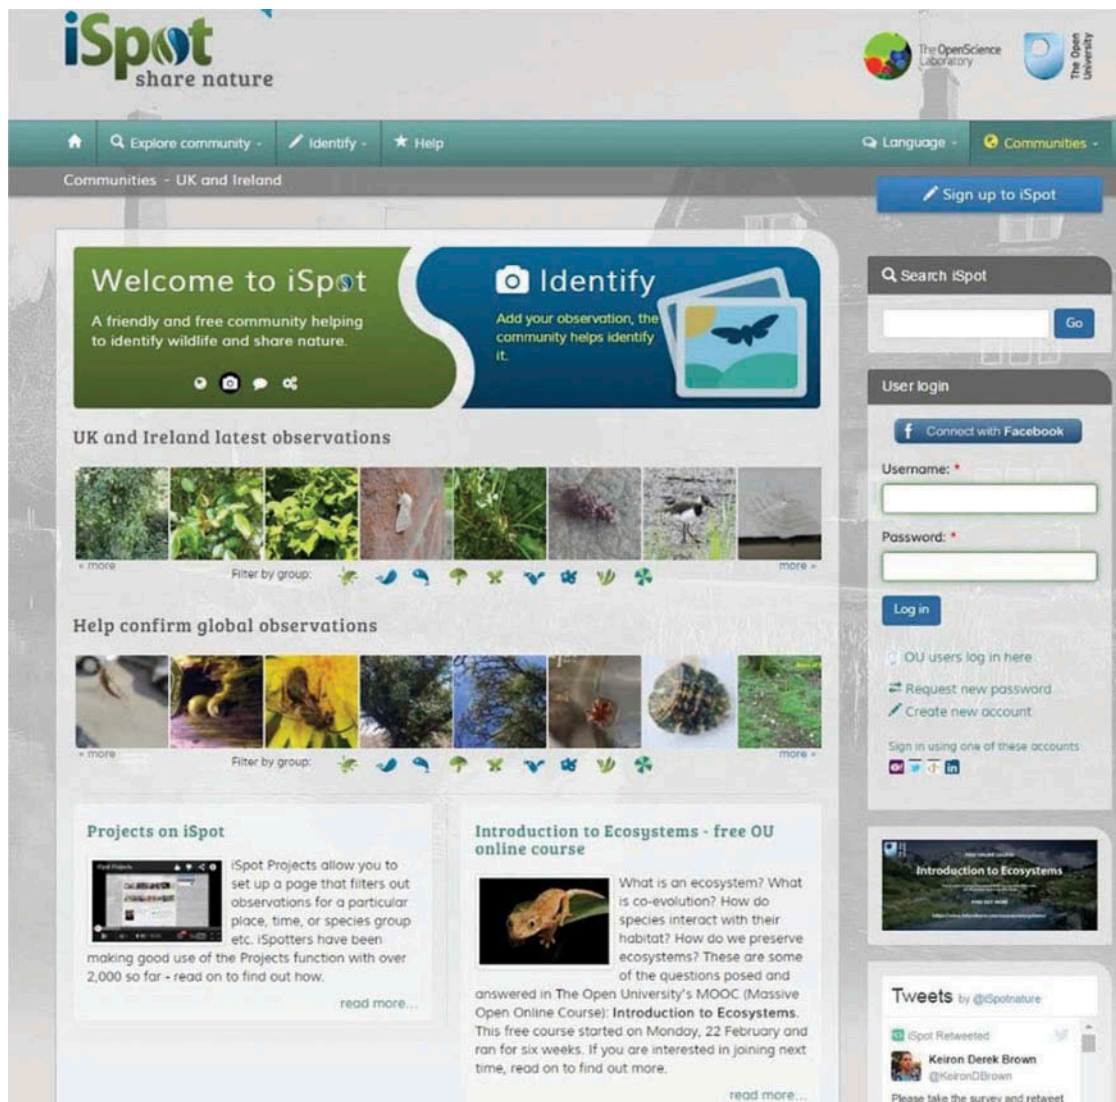 iSpot
share nature
The OpenScience
Laboratory
The Open
University
Explore community
Identify
Help
Language
Communities
Communities - UK and Ireland
Sign up to iSpot
Welcome to iSpot
A friendly and free community helping
to identify wildlife and share nature.
Identify
Add your observation, the
community helps identify
it.
UK and Ireland latest observations
« more
Filter by group:
more »
Help confirm global observations
« more
Filter by group:
more »
Projects on iSpot
iSpot Projects allow you to
set up a page that filters out
observations for a particular
place, time, or species group
etc. iSpotters have been
making good use of the Projects function with over
2,000 so far - read on to find out how.
read more...
Introduction to Ecosystems - free OU
online course
What is an ecosystem? What
is co-evolution? How do
species interact with their
habitat? How do we preserve
ecosystems? These are some
of the questions posed and
answered in The Open University's MOOC (Massive
Open Online Course): Introduction to Ecosystems.
This free course started on Monday, 22 February and
ran for six weeks. If you are interested in joining next
time, read on to find out more.
read more...
Search iSpot
Go
User login
f Connect with Facebook
Username: *
Password: *
Log in
OU users log in here
Request new password
Create new account
Sign in using one of these accounts
in
FREE ONLINE COURSE
Introduction to Ecosystems
FIND OUT MORE
Tweets by @iSpotnature
iSpot Retweeted
Keiron Derek Brown
@KeironDBrown
Please take the survey and retweet